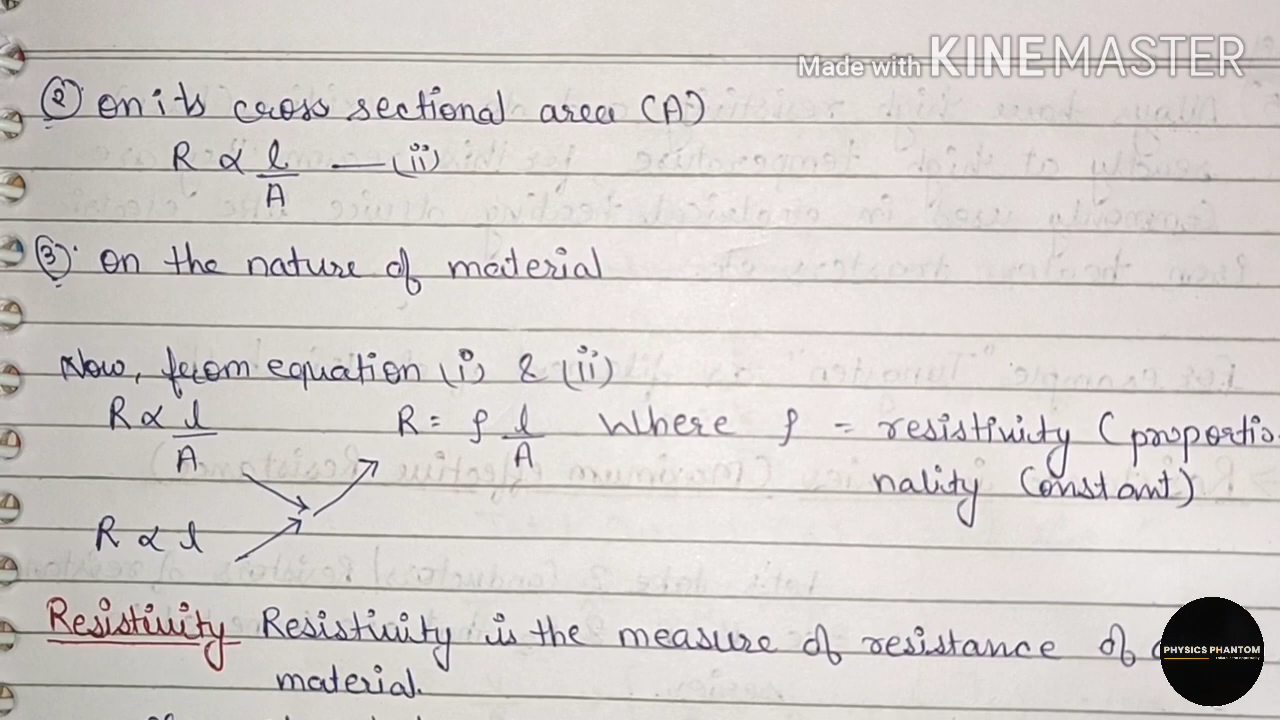 Made with KINEMASTER
② on its cross sectional area (A)
R ∝ l/A — (ii)
③ on the nature of material
Now, from equation (i) & (ii)
R ∝ l/A R = ρ l/A Where ρ = resistivity (proportio
nality Constant)
R ∝ l
Resistivity Resistivity is the measure of resistance of
material.
PHYSICS PHANTOM